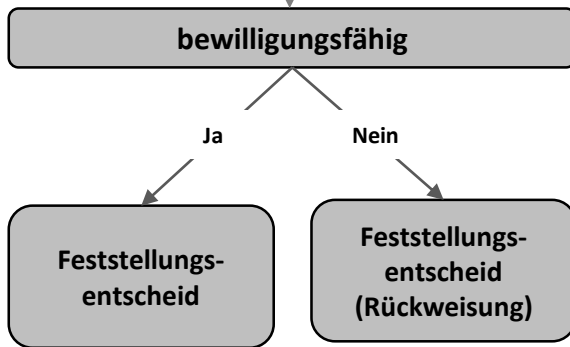 bewilligungsfähig
Ja
Nein
Feststellungs-
entscheid
Feststellungs-
entscheid
(Rückweisung)